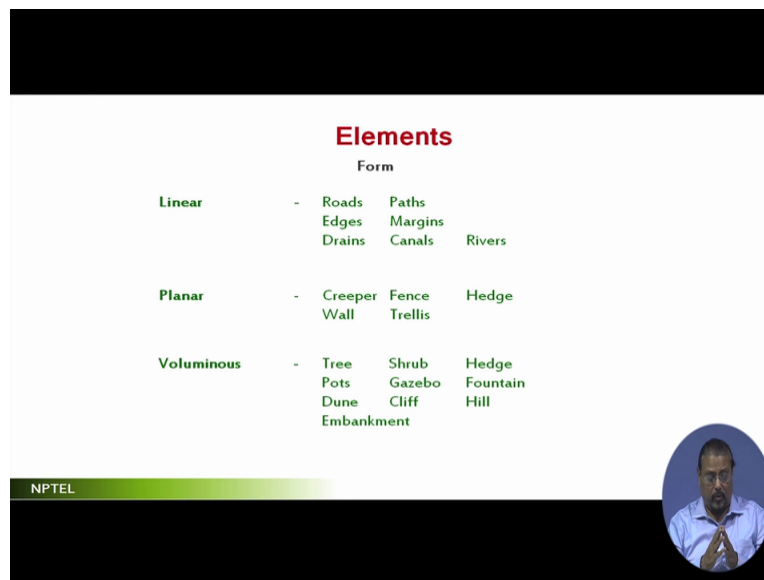 Elements
Form
Linear - Roads Paths
Edges Margins
Drains Canals Rivers
Planar - Creeper Fence Hedge
Wall Trellis
Voluminous - Tree Shrub Hedge
Pots Gazebo Fountain
Dune Cliff Hill
Embankment
NPTEL